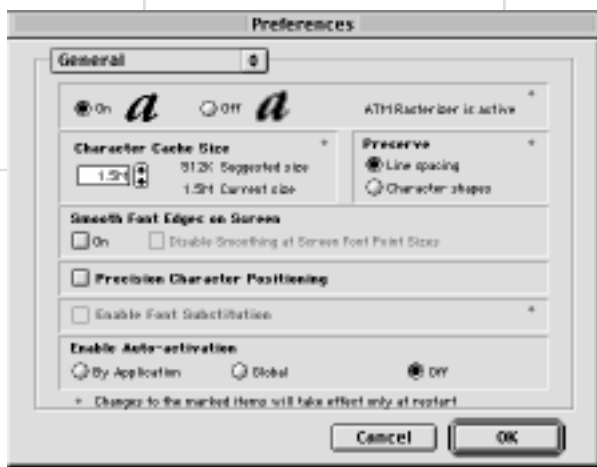 Preferences
General
On a Off a ATM Rasterizer is active *
Character Cache Size *
1.5M 512K Suggested size
1.5M Current size
Preserve *
Line spacing
Character shapes
Smooth Font Edges on Screen
On Disable Smoothing at Screen Font Point Sizes
Precision Character Positioning
Enable Font Substitution *
Enable Auto-activation
By Application Global Off
* Changes to the marked items will take effect only at restart
Cancel OK